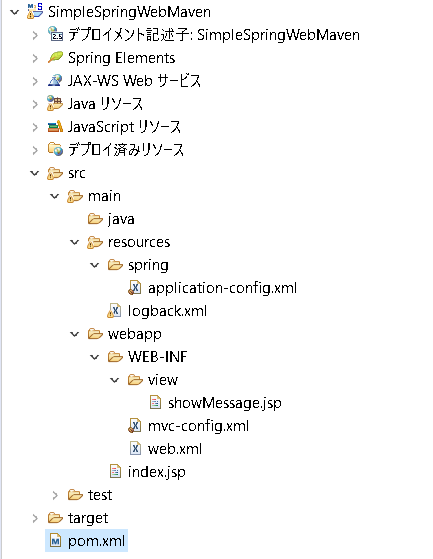 SimpleSpringWebMaven
デプロイメント記述子: SimpleSpringWebMaven
Spring Elements
JAX-WS Web サービス
Java リソース
JavaScript リソース
デプロイ済みリソース
src
main
java
resources
spring
application-config.xml
logback.xml
webapp
WEB-INF
view
showMessage.jsp
mvc-config.xml
web.xml
index.jsp
test
target
pom.xml